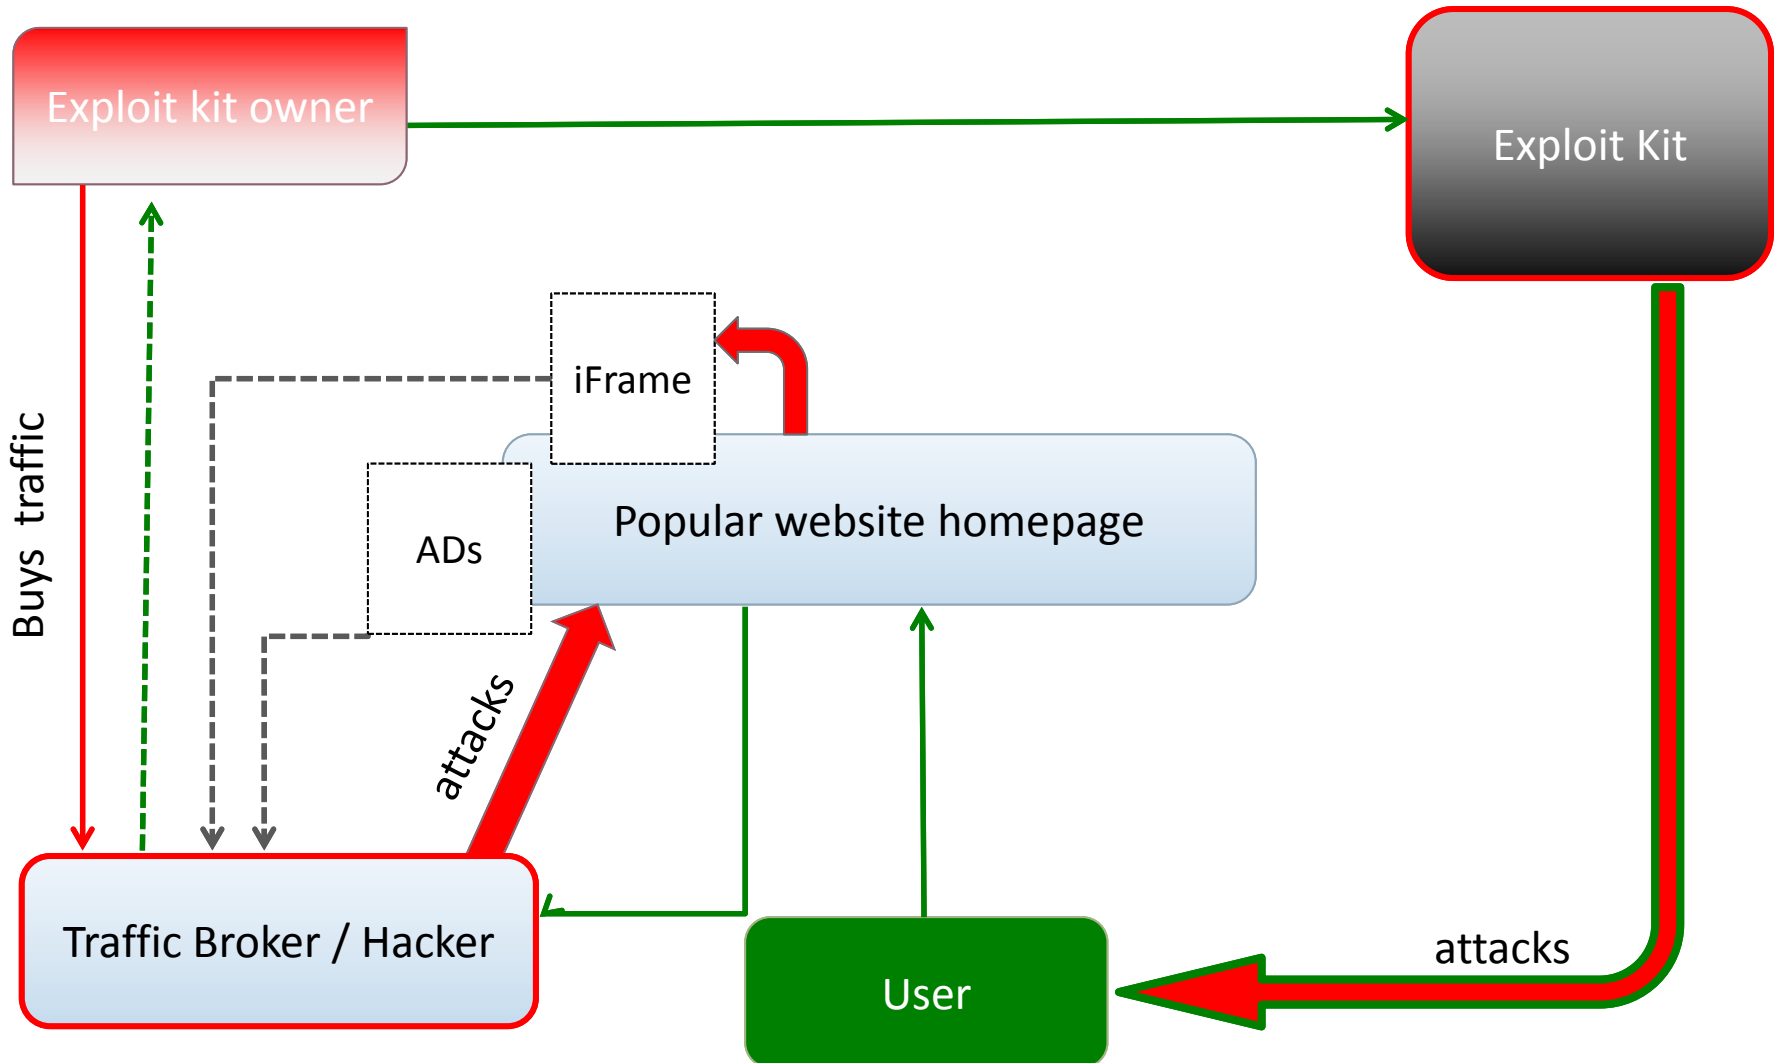 Exploit kit owner
Exploit Kit
iFrame
Buys traffic
Popular website homepage
ADs
attacks
Traffic Broker / Hacker
attacks
User